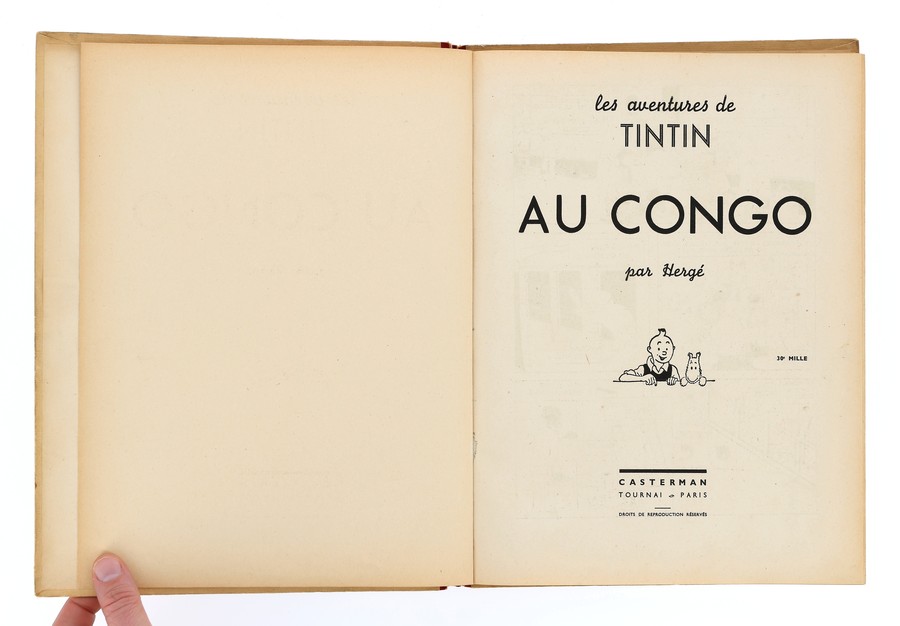 les aventures de
TINTIN
AU CONGO
par Hergé
30e MILLE
CASTERMAN
TOURNAI - PARIS
DROITS DE REPRODUCTION RÉSERVÉS